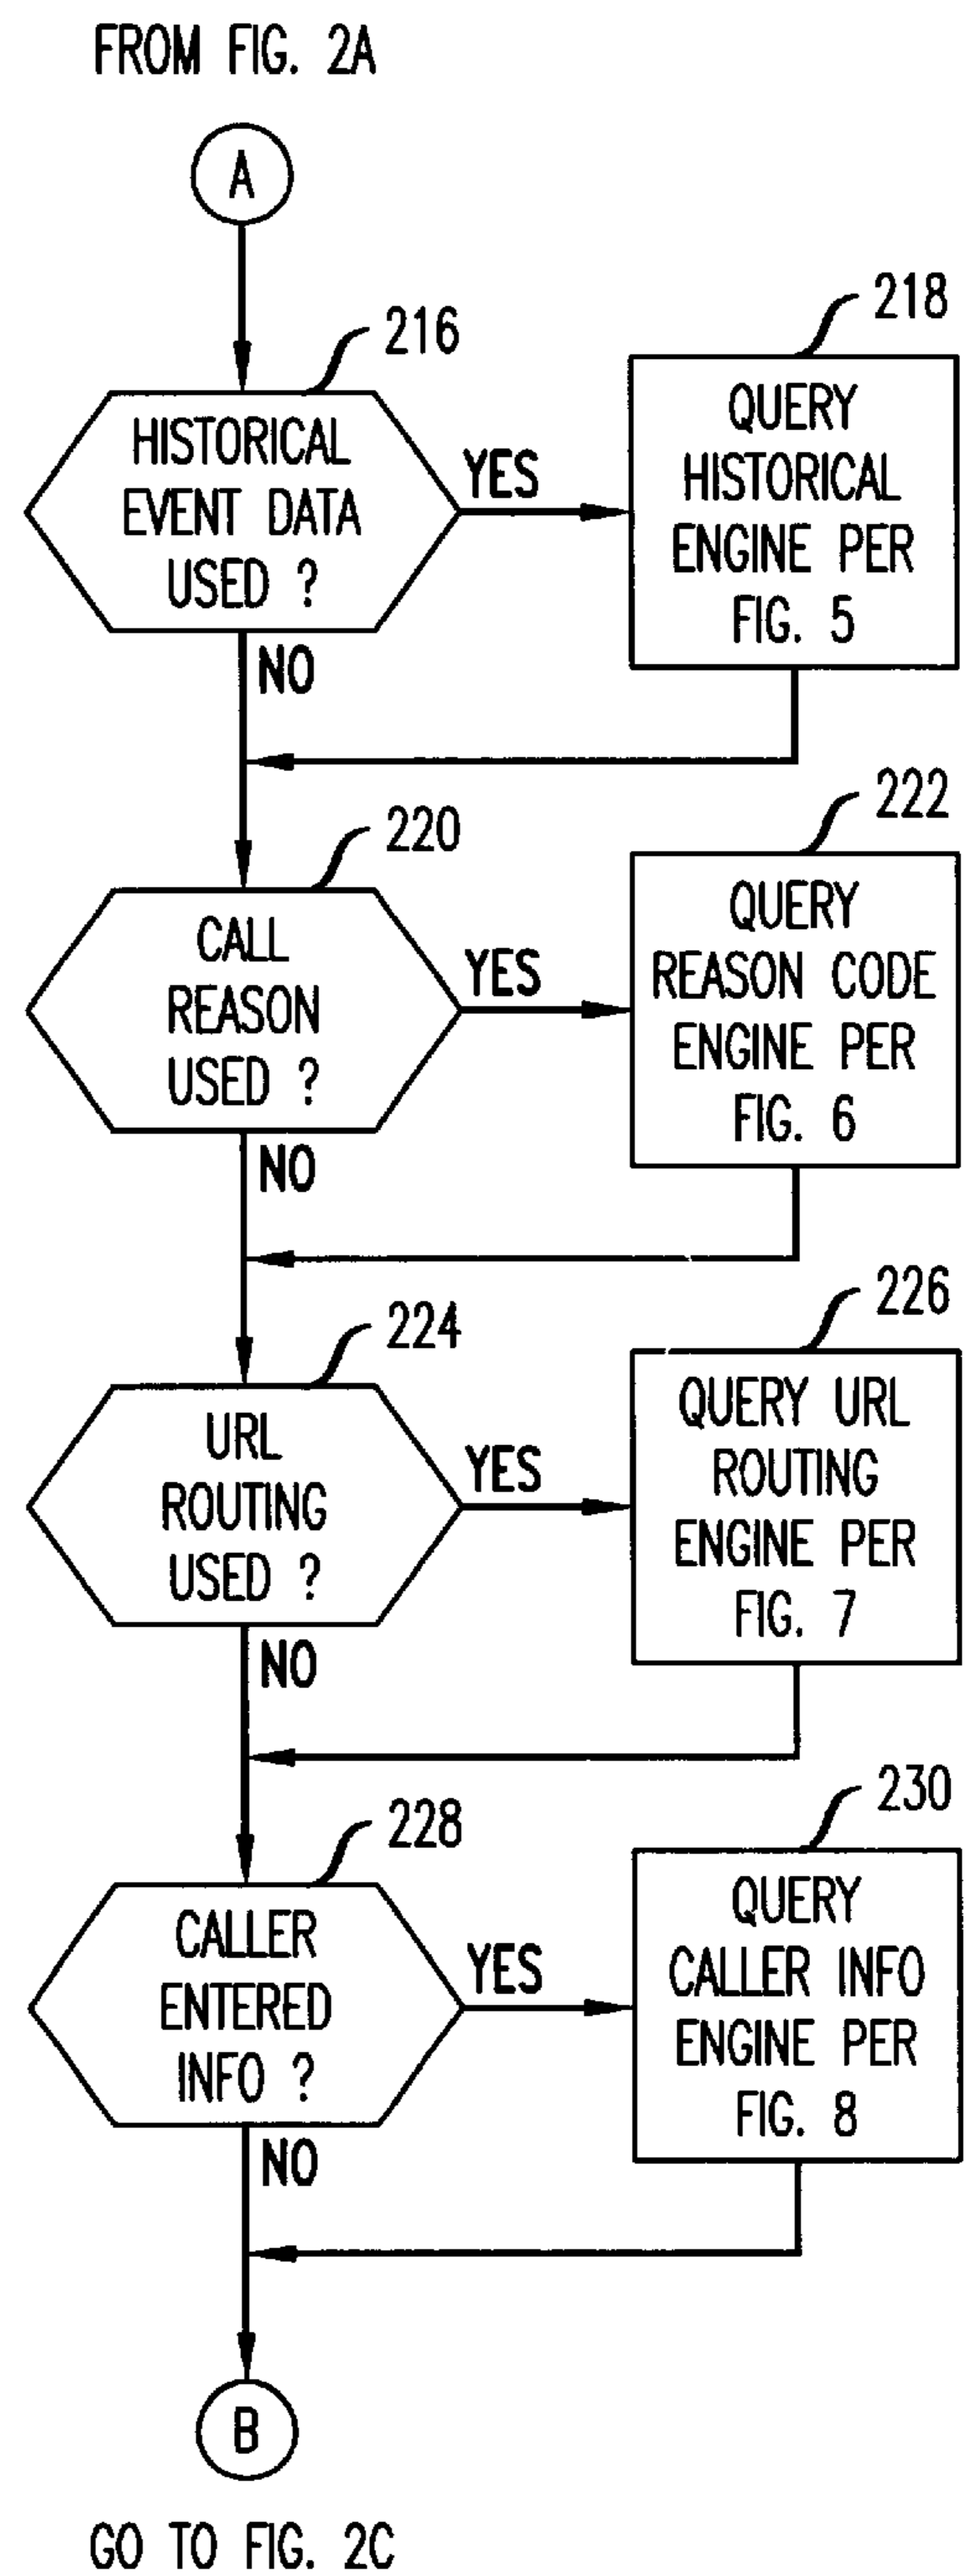 FROM FIG. 2A
A
216
HISTORICAL
EVENT DATA
USED ?
YES
NO
218
QUERY
HISTORICAL
ENGINE PER
FIG. 5
220
CALL
REASON
USED ?
YES
NO
222
QUERY
REASON CODE
ENGINE PER
FIG. 6
224
URL
ROUTING
USED ?
YES
NO
226
QUERY URL
ROUTING
ENGINE PER
FIG. 7
228
CALLER
ENTERED
INFO ?
YES
NO
230
QUERY
CALLER INFO
ENGINE PER
FIG. 8
B
GO TO FIG. 2C